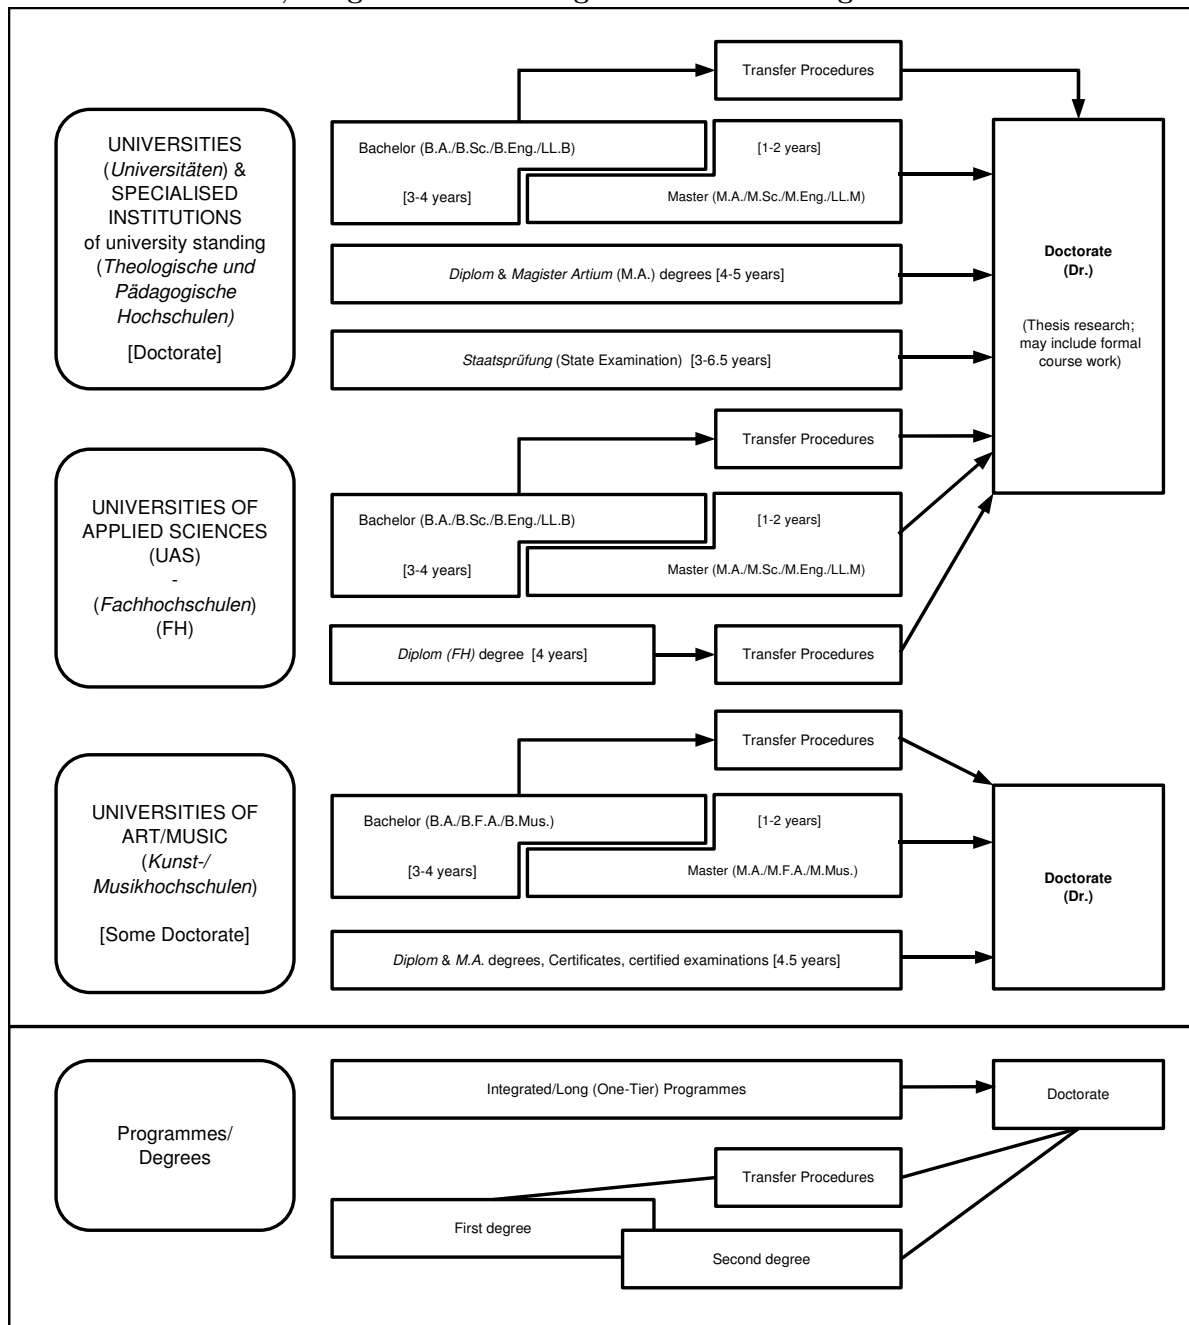 Transfer Procedures
UNIVERSITIES
(Universitäten) &
SPECIALISED
INSTITUTIONS
of university standing
(Theologische und
Pädagogische
Hochschulen)
[Doctorate]
Bachelor (B.A./B.Sc./B.Eng./LL.B)
[3-4 years]
[1-2 years]
Master (M.A./M.Sc./M.Eng./LL.M)
Diplom & Magister Artium (M.A.) degrees [4-5 years]
Staatsprüfung (State Examination) [3-6.5 years]
Doctorate
(Dr.)
(Thesis research;
may include formal
course work)
UNIVERSITIES OF
APPLIED SCIENCES
(UAS)
-
(Fachhochschulen)
(FH)
Transfer Procedures
Bachelor (B.A./B.Sc./B.Eng./LL.B)
[3-4 years]
[1-2 years]
Master (M.A./M.Sc./M.Eng./LL.M)
Diplom (FH) degree [4 years]
Transfer Procedures
UNIVERSITIES OF
ART/MUSIC
(Kunst-/
Musikhochschulen)
[Some Doctorate]
Transfer Procedures
Bachelor (B.A./B.F.A./B.Mus.)
[3-4 years]
[1-2 years]
Master (M.A./M.F.A./M.Mus.)
Diplom & M.A. degrees, Certificates, certified examinations [4.5 years]
Doctorate
(Dr.)
Programmes/
Degrees
Integrated/Long (One-Tier) Programmes
Doctorate
Transfer Procedures
First degree
Second degree